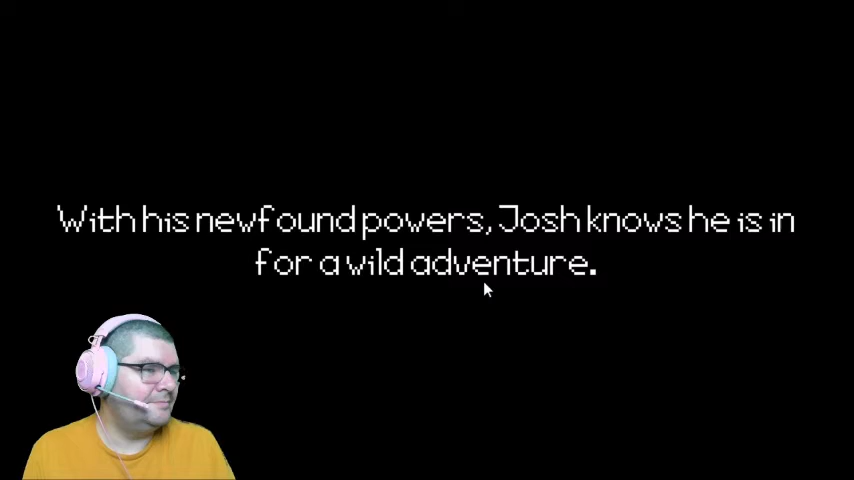 With his newfound powers, Josh knows he is in
for a wild adventure.